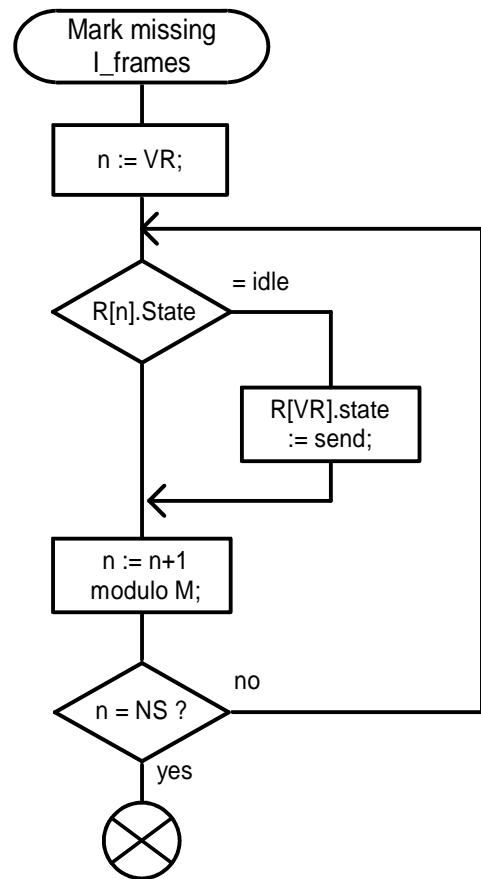 Mark missing
I_frames
n := VR;
= idle
R[n].State
R[VR].state
:= send;
n := n+1
modulo M;
no
n = NS ?
yes